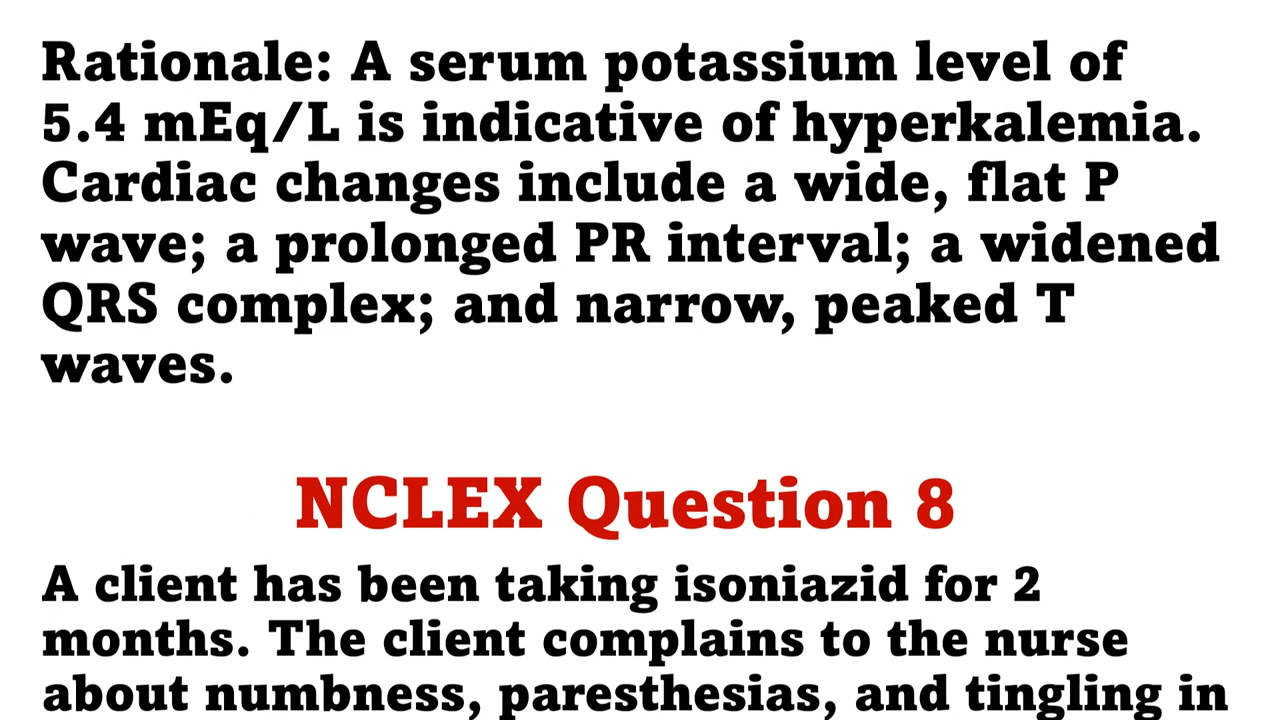 Rationale: A serum potassium level of
5.4 mEq/L is indicative of hyperkalemia.
Cardiac changes include a wide, flat P
wave; a prolonged PR interval; a widened
QRS complex; and narrow, peaked T
waves.
NCLEX Question 8
A client has been taking isoniazid for 2
months. The client complains to the nurse
about numbness, paresthesias, and tingling in